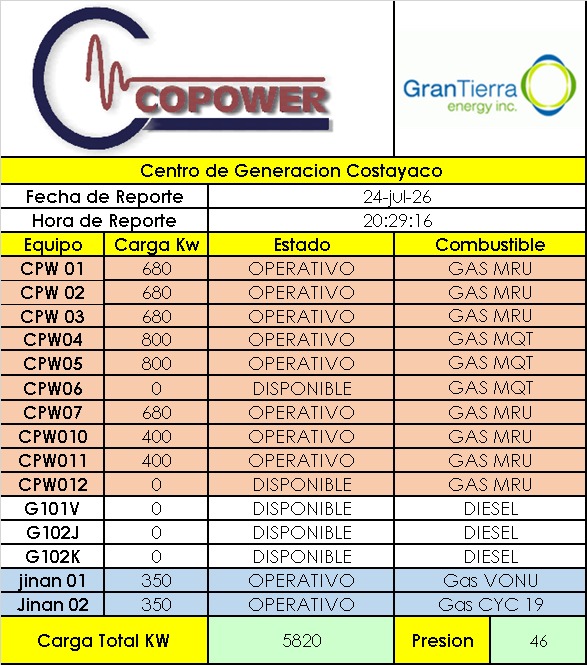 COPOWER
GranTierra
energy inc.
Centro de Generacion Costayaco
Fecha de Reporte 24-jul-26
Hora de Reporte 20:29:16
Equipo Carga Kw Estado Combustible
CPW 01 680 OPERATIVO GAS MRU
CPW 02 680 OPERATIVO GAS MRU
CPW 03 680 OPERATIVO GAS MRU
CPW04 800 OPERATIVO GAS MQT
CPW05 800 OPERATIVO GAS MQT
CPW06 0 DISPONIBLE GAS MQT
CPW07 680 OPERATIVO GAS MRU
CPW010 400 OPERATIVO GAS MRU
CPW011 400 OPERATIVO GAS MRU
CPW012 0 DISPONIBLE GAS MRU
G101V 0 DISPONIBLE DIESEL
G102J 0 DISPONIBLE DIESEL
G102K 0 DISPONIBLE DIESEL
jinan 01 350 OPERATIVO Gas VONU
Jinan 02 350 OPERATIVO Gas CYC 19
Carga Total KW 5820 Presion 46